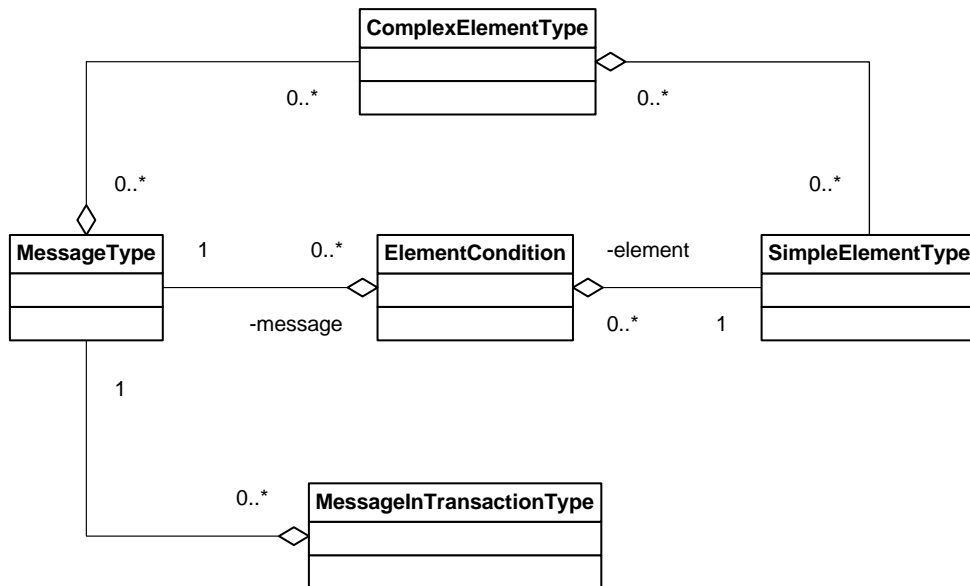 ComplexElementType
0..*
0..*
0..*
0..*
MessageType
1
0..*
ElementCondition
-element
SimpleElementType
-message
0..*
1
1
0..*
MessageInTransactionType